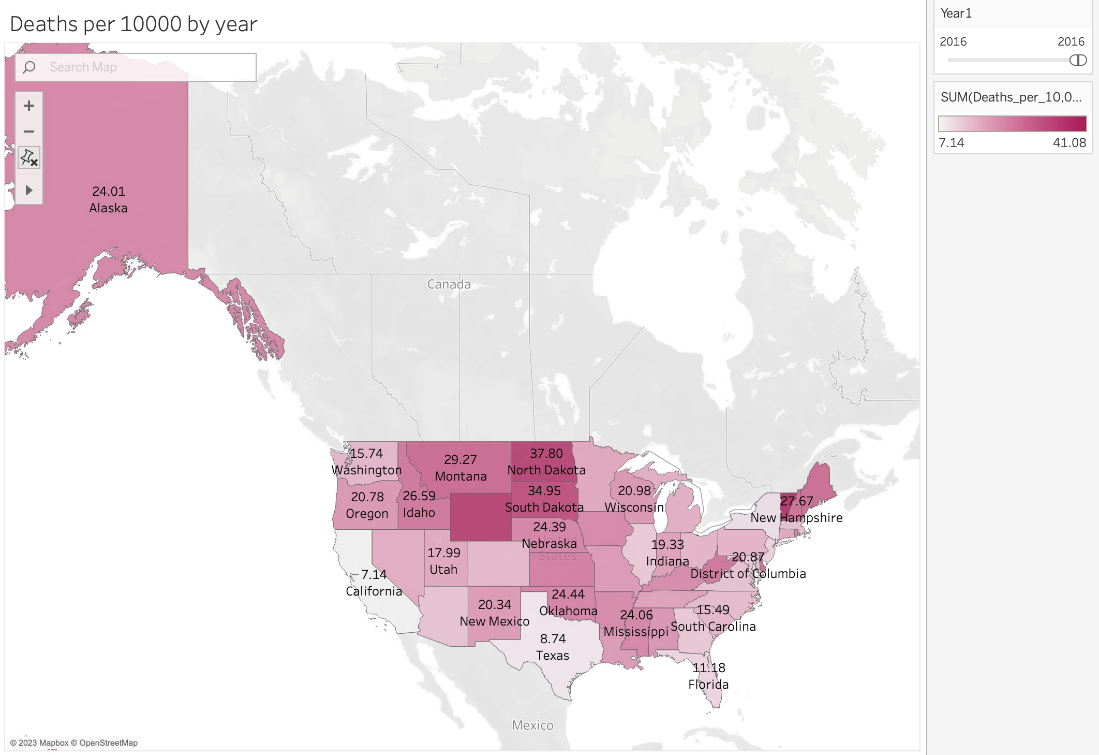 Deaths per 10000 by year
Search Map
Year1
2016 2016
SUM(Deaths_per_10,0...
7.14 41.08
24.01
Alaska
Canada
15.74
Washington
29.27
Montana
37.80
North Dakota
20.78
Oregon
26.59
Idaho
34.95
South Dakota
20.98
Wisconsin
27.67
New Hampshire
24.39
Nebraska
States
17.99
Utah
19.33
Indiana
20.87
District of Columbia
7.14
California
20.34
New Mexico
24.44
Oklahoma
24.06
Mississippi
15.49
South Carolina
8.74
Texas
11.18
Florida
Mexico
© 2023 Mapbox © OpenStreetMap